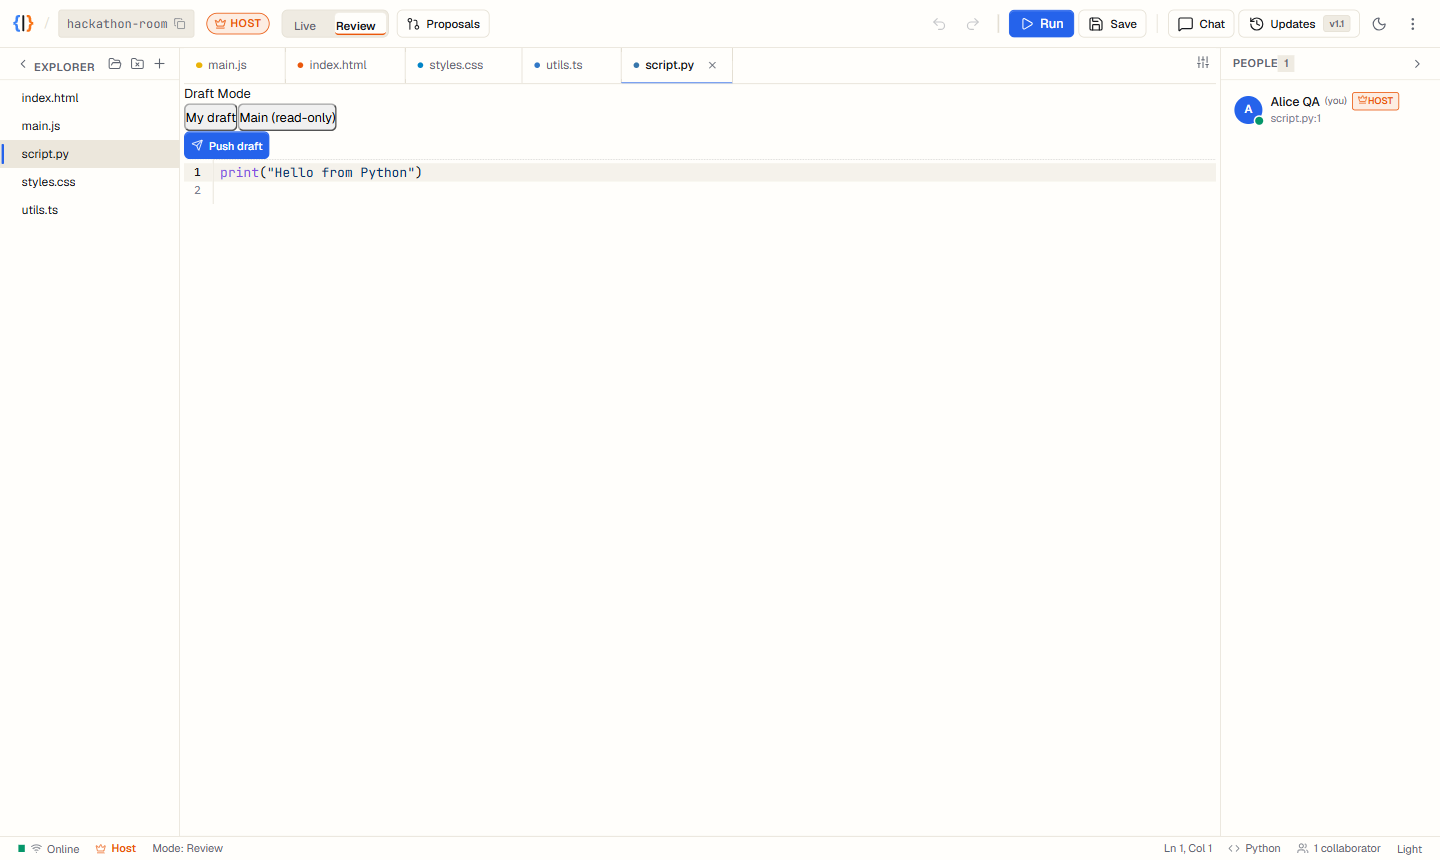 {|} / hackathon-room HOST Live Review Proposals Run Save Chat Updates v1.1
EXPLORER
index.html
main.js
script.py
styles.css
utils.ts
main.js index.html styles.css utils.ts script.py
Draft Mode
My draft Main (read-only)
Push draft
1 print("Hello from Python")
2
PEOPLE 1
A Alice QA (you) HOST
script.py:1
Online Host Mode: Review Ln 1, Col 1 Python 1 collaborator Light